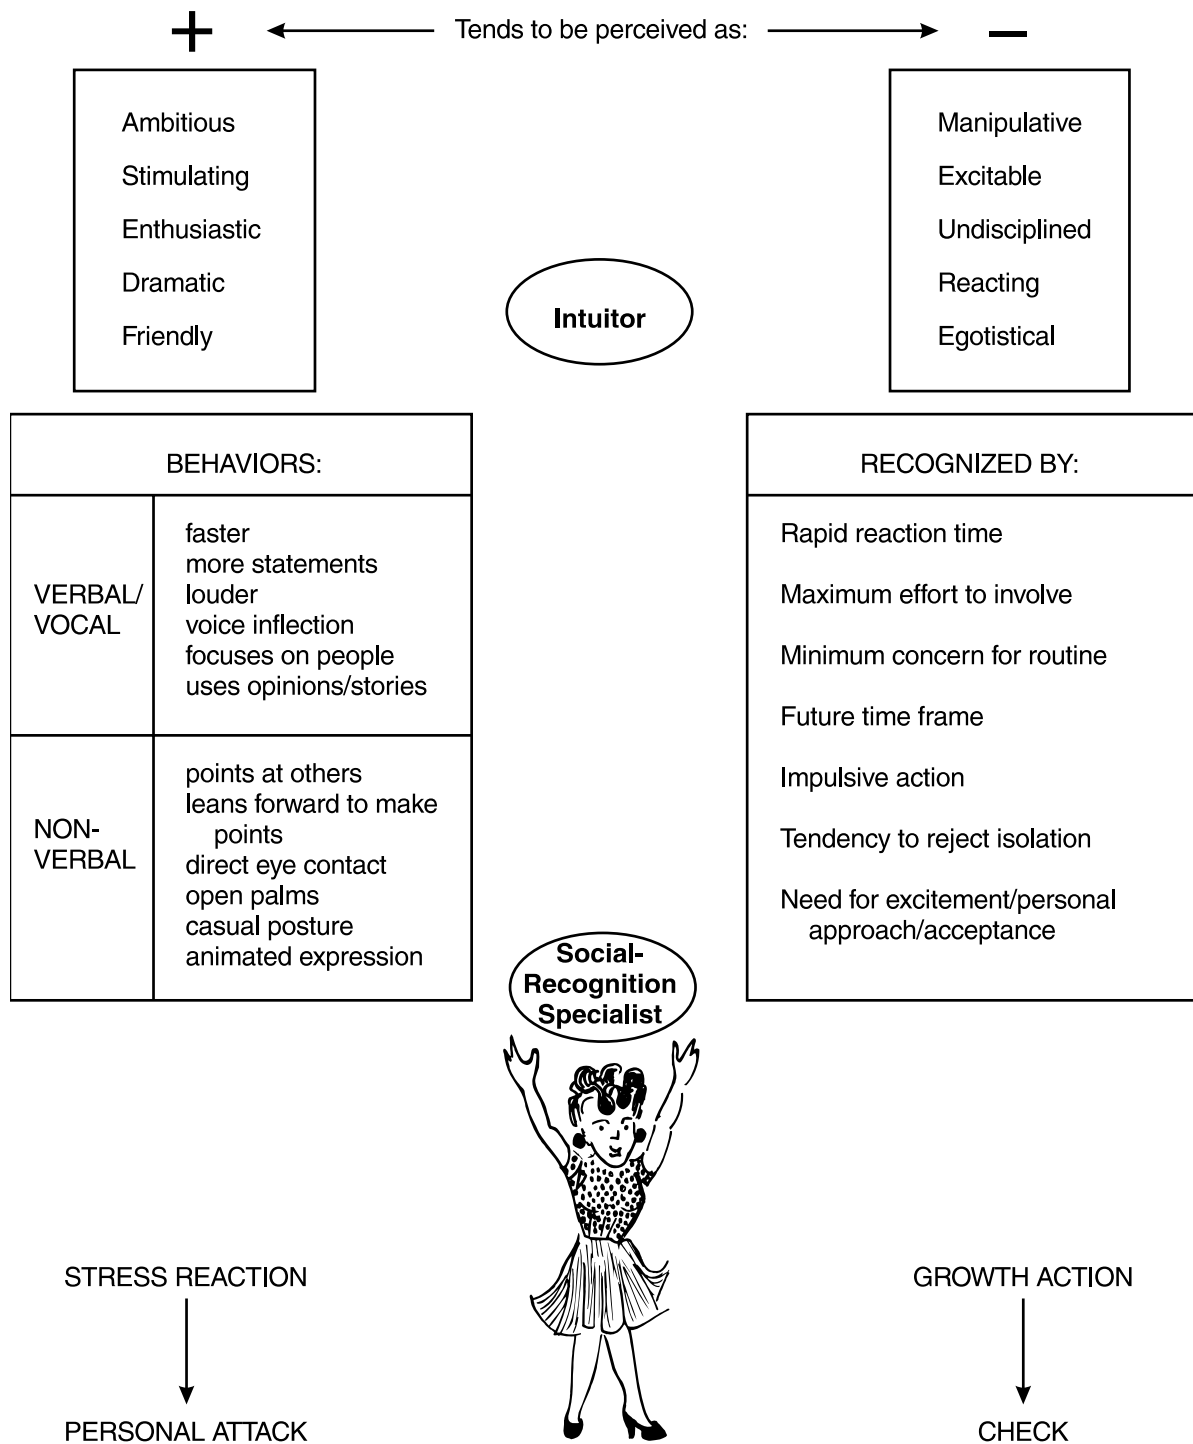 + Tends to be perceived as: −
Ambitious
Stimulating
Enthusiastic
Dramatic
Friendly
Manipulative
Excitable
Undisciplined
Reacting
Egotistical
Intuitor
BEHAVIORS:
VERBAL/
VOCAL
faster
more statements
louder
voice inflection
focuses on people
uses opinions/stories
NON-
VERBAL
points at others
leans forward to make
points
direct eye contact
open palms
casual posture
animated expression
RECOGNIZED BY:
Rapid reaction time
Maximum effort to involve
Minimum concern for routine
Future time frame
Impulsive action
Tendency to reject isolation
Need for excitement/personal
approach/acceptance
Social-
Recognition
Specialist
STRESS REACTION
PERSONAL ATTACK
GROWTH ACTION
CHECK